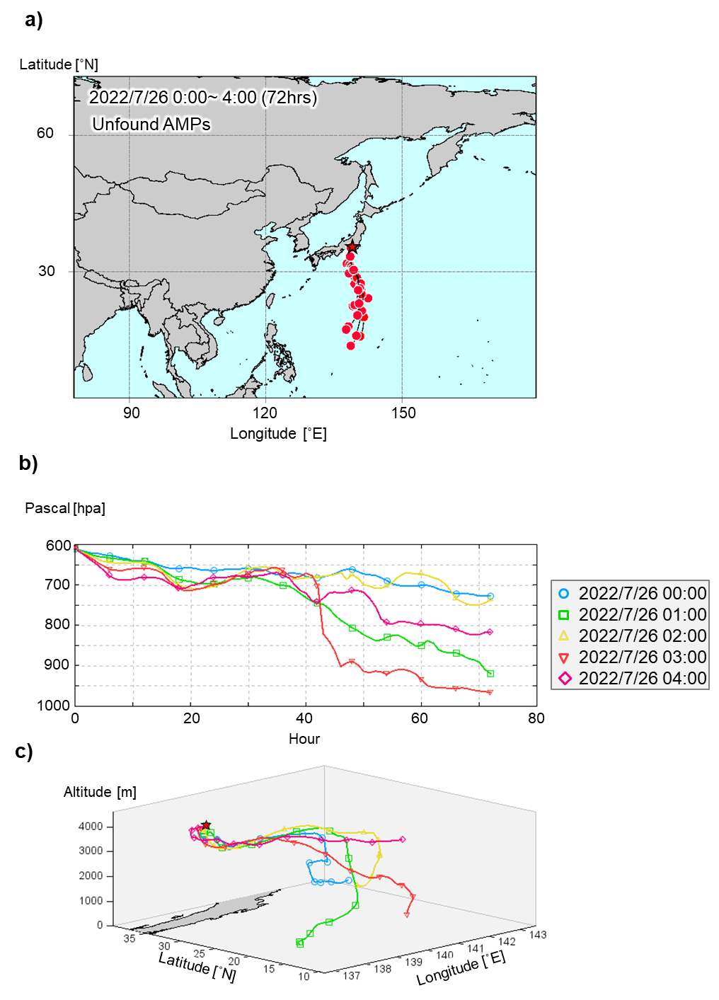 a)
Latitude [°N]
2022/7/26 0:00~ 4:00 (72hrs)
Unfound AMPs
60
30
90 120 150
Longitude [°E]
b)
Pascal [hpa]
600
700
800
900
1000
0 20 40 60 80
Hour
2022/7/26 00:00
2022/7/26 01:00
2022/7/26 02:00
2022/7/26 03:00
2022/7/26 04:00
c)
Altitude [m]
4000
3000
2000
1000
0
35 30 25 20 15 10
Latitude [°N]
137 138 139 140 141 142 143
Longitude [°E]